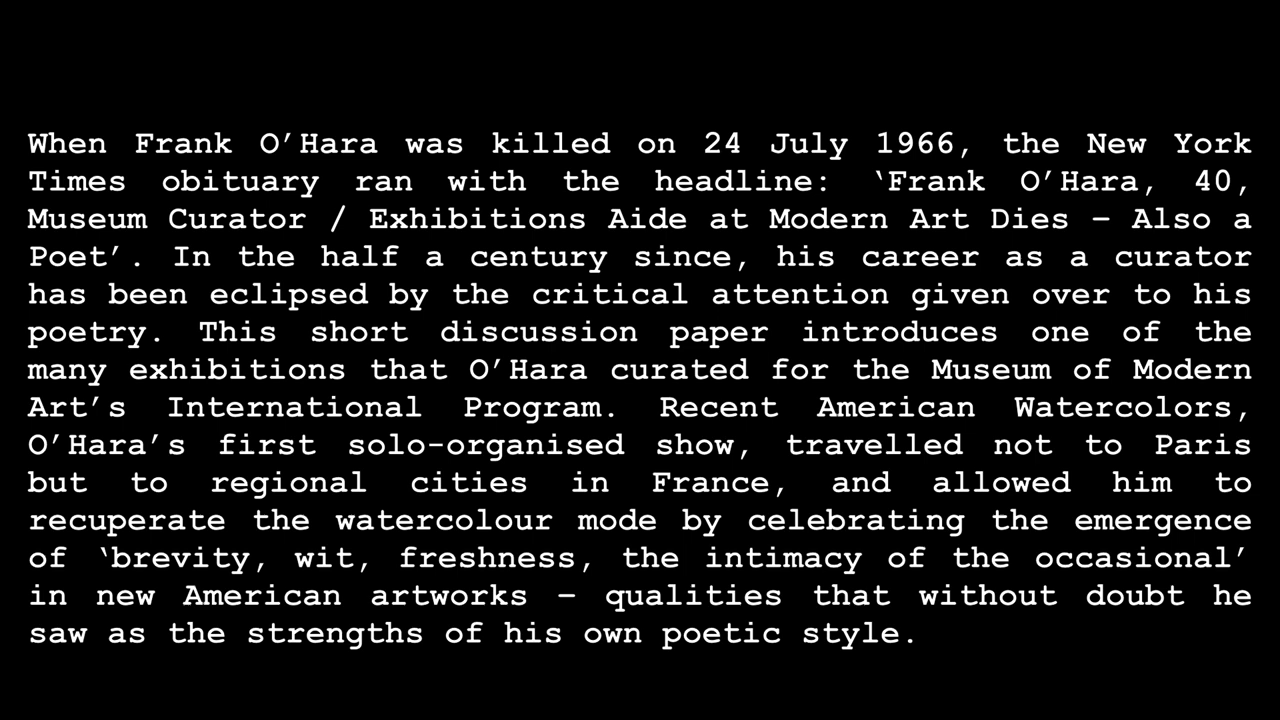 When Frank O’Hara was killed on 24 July 1966, the New York
Times obituary ran with the headline: ‘Frank O’Hara, 40,
Museum Curator / Exhibitions Aide at Modern Art Dies – Also a
Poet’. In the half a century since, his career as a curator
has been eclipsed by the critical attention given over to his
poetry. This short discussion paper introduces one of the
many exhibitions that O’Hara curated for the Museum of Modern
Art’s International Program. Recent American Watercolors,
O’Hara’s first solo-organised show, travelled not to Paris
but to regional cities in France, and allowed him to
recuperate the watercolour mode by celebrating the emergence
of ‘brevity, wit, freshness, the intimacy of the occasional’
in new American artworks – qualities that without doubt he
saw as the strengths of his own poetic style.